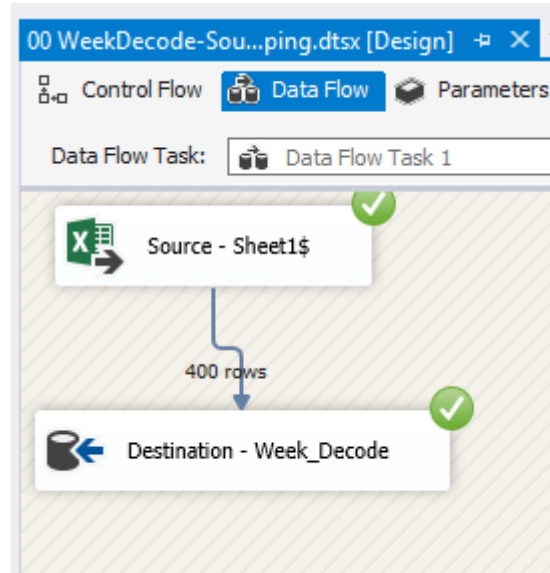 00 WeekDecode-Sou...ping.dtsx [Design]
Control Flow Data Flow Parameters
Data Flow Task: Data Flow Task 1
Source - Sheet1$
400 rows
Destination - Week_Decode